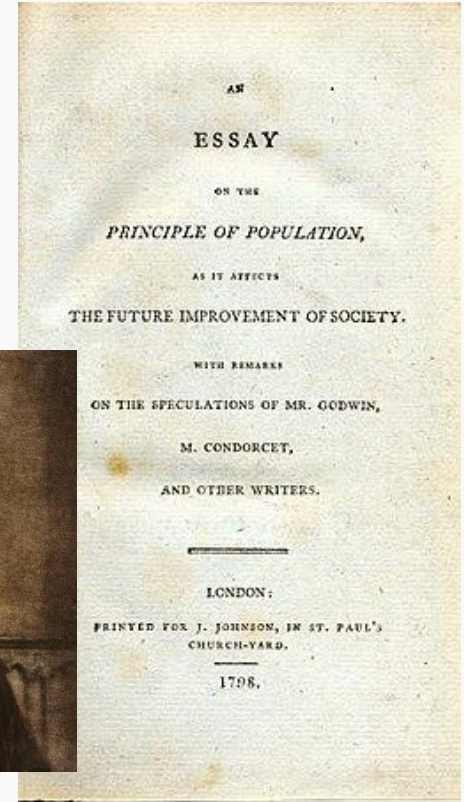 AN
ESSAY
ON THE
PRINCIPLE OF POPULATION,
AS IT AFFECTS
THE FUTURE IMPROVEMENT OF SOCIETY.
WITH REMARKS
ON THE SPECULATIONS OF MR. GODWIN,
M. CONDORCET,
AND OTHER WRITERS.
LONDON:
PRINTED FOR J. JOHNSON, IN ST. PAUL'S
CHURCH-YARD.
1798.